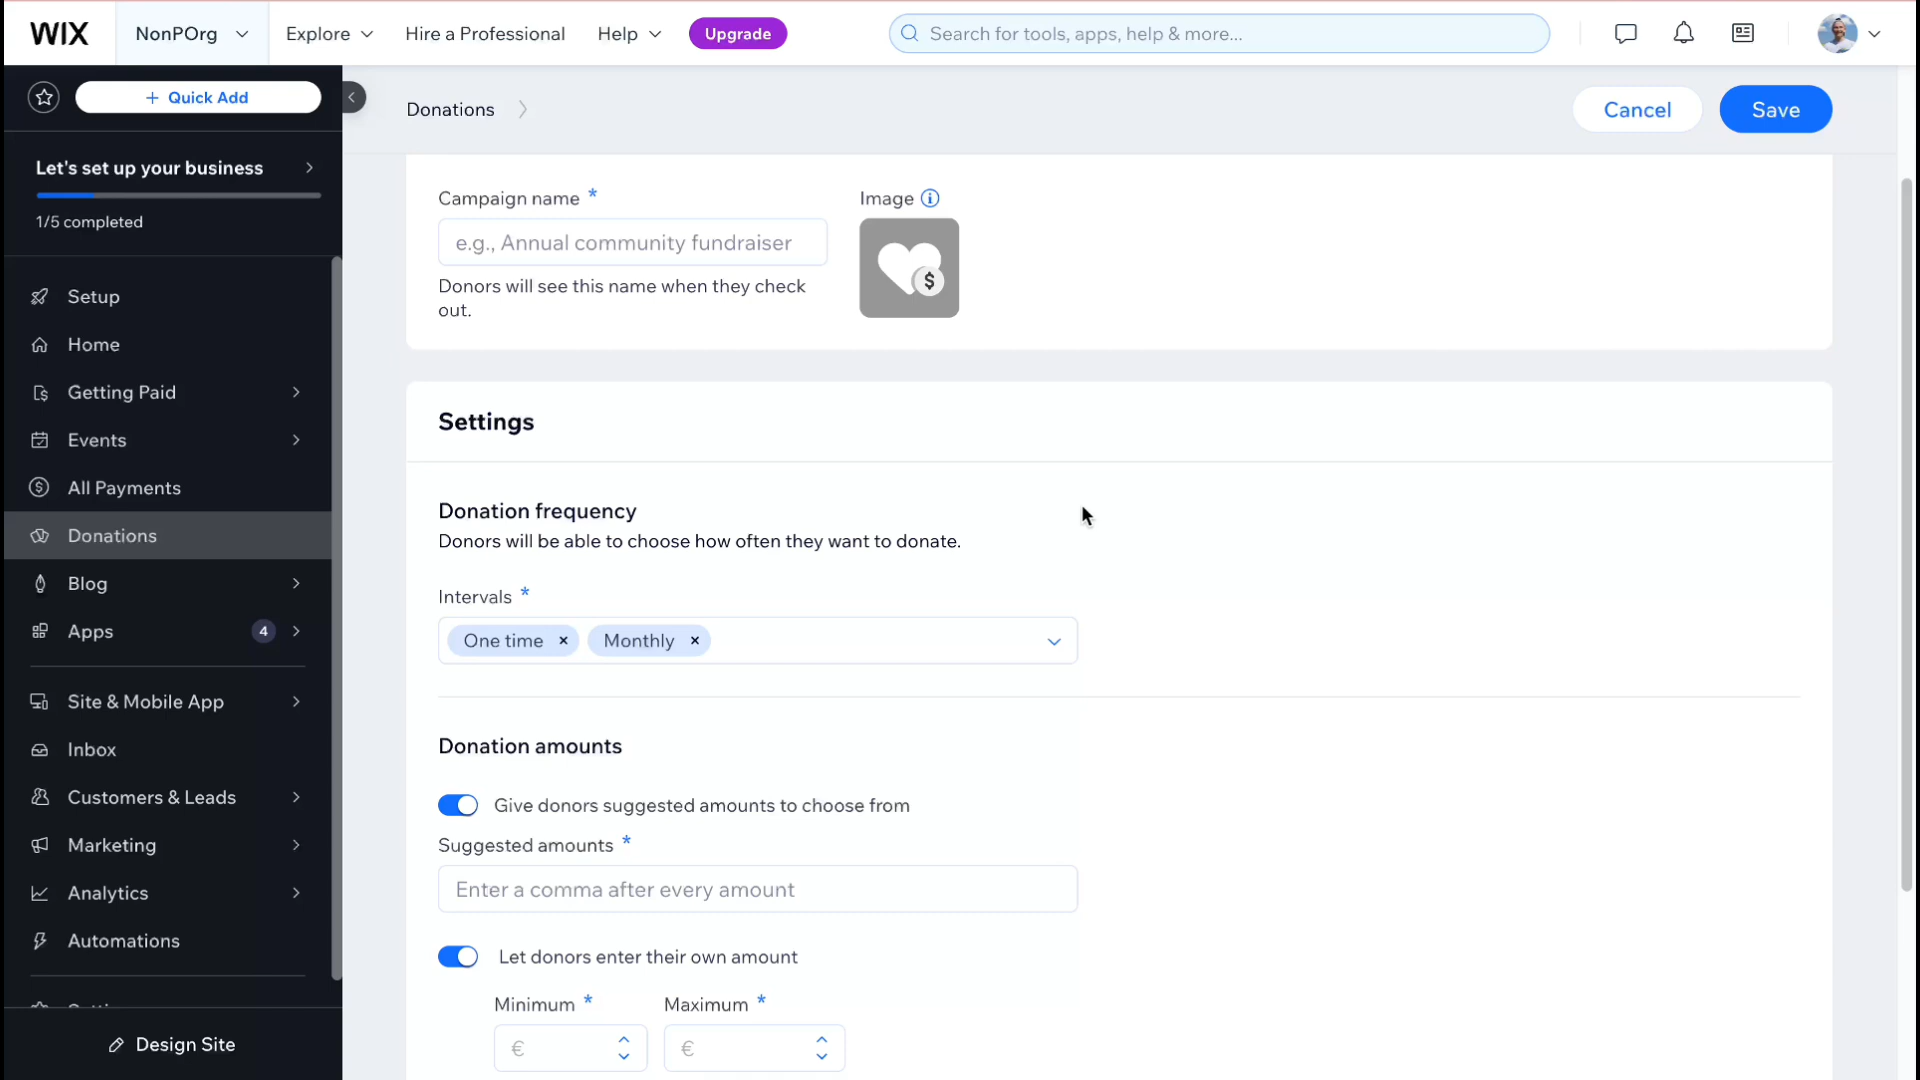 WIX
NonPOrg
Explore
Hire a Professional
Help
Upgrade
Search for tools, apps, help & more...
+ Quick Add
Let's set up your business
1/5 completed
Setup
Home
Getting Paid
Events
All Payments
Donations
Blog
Apps
4
Site & Mobile App
Inbox
Customers & Leads
Marketing
Analytics
Automations
Design Site
Donations
Cancel
Save
Campaign name *
e.g., Annual community fundraiser
Donors will see this name when they check
out.
Image
$
Settings
Donation frequency
Donors will be able to choose how often they want to donate.
Intervals *
One time × Monthly ×
Donation amounts
Give donors suggested amounts to choose from
Suggested amounts *
Enter a comma after every amount
Let donors enter their own amount
Minimum * Maximum *
€ €